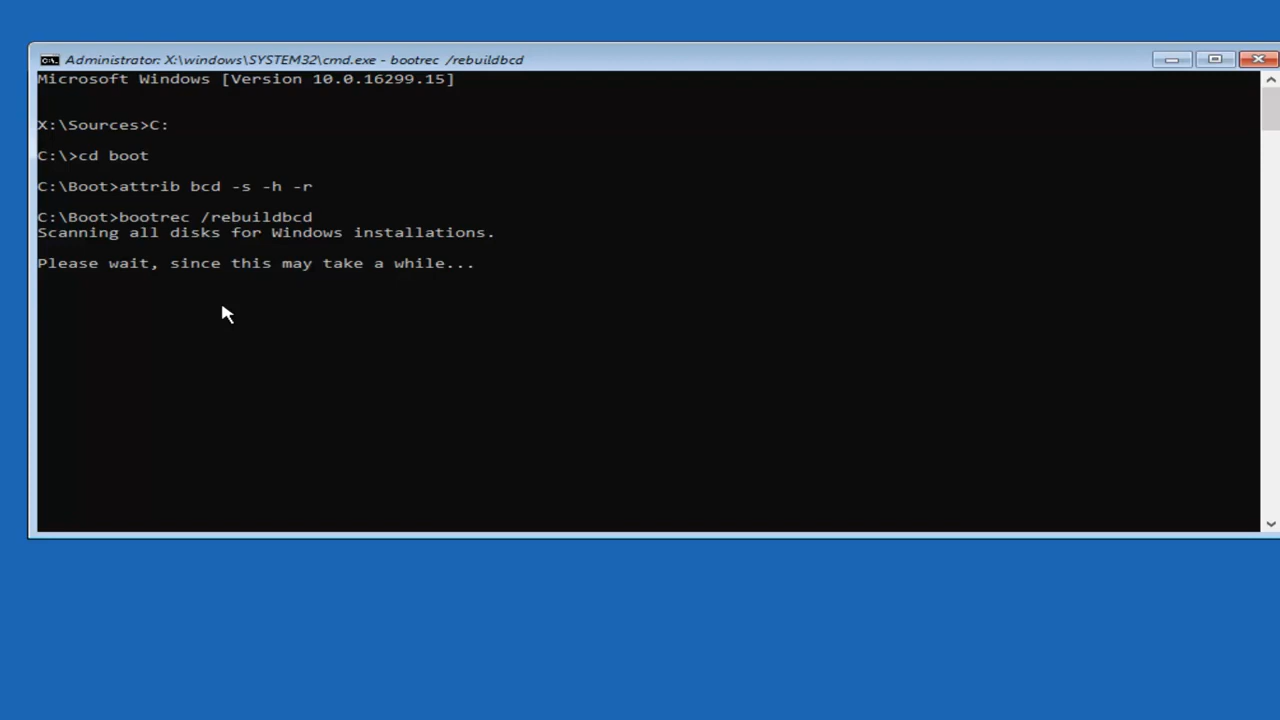 Administrator: X:\windows\SYSTEM32\cmd.exe - bootrec /rebuildbcd
Microsoft Windows [Version 10.0.16299.15]
X:\Sources>C:
C:\>cd boot
C:\Boot>attrib bcd -s -h -r
C:\Boot>bootrec /rebuildbcd
Scanning all disks for Windows installations.
Please wait, since this may take a while...